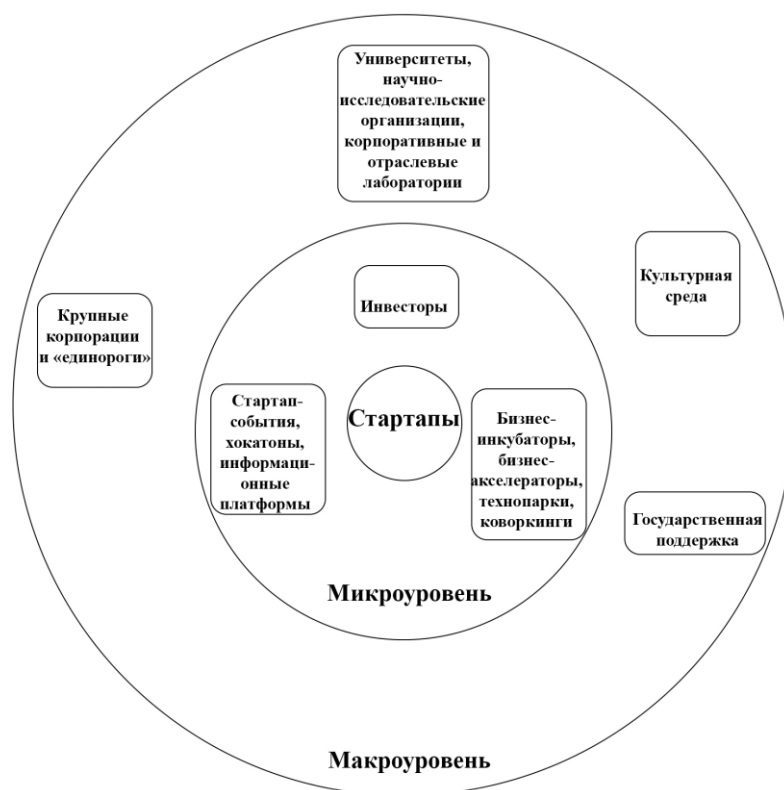 Университеты,
научно-
исследовательские
организации,
корпоративные и
отраслевые
лаборатории
Культурная
среда
Крупные
корпорации
и «единороги»
Инвесторы
Стартап-
события,
хокатоны,
информаци-
онные
платформы
Стартапы
Бизнес-
инкубаторы,
бизнес-
акселераторы,
технопарки,
коворкинги
Государственная
поддержка
Микроуровень
Макроуровень